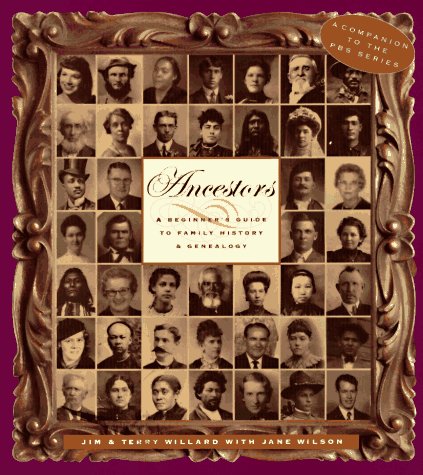 A COMPANION
TO THE
PBS SERIES
Ancestors
A BEGINNER'S GUIDE
TO FAMILY HISTORY
& GENEALOGY
JIM & TERRY WILLARD WITH JANE WILSON